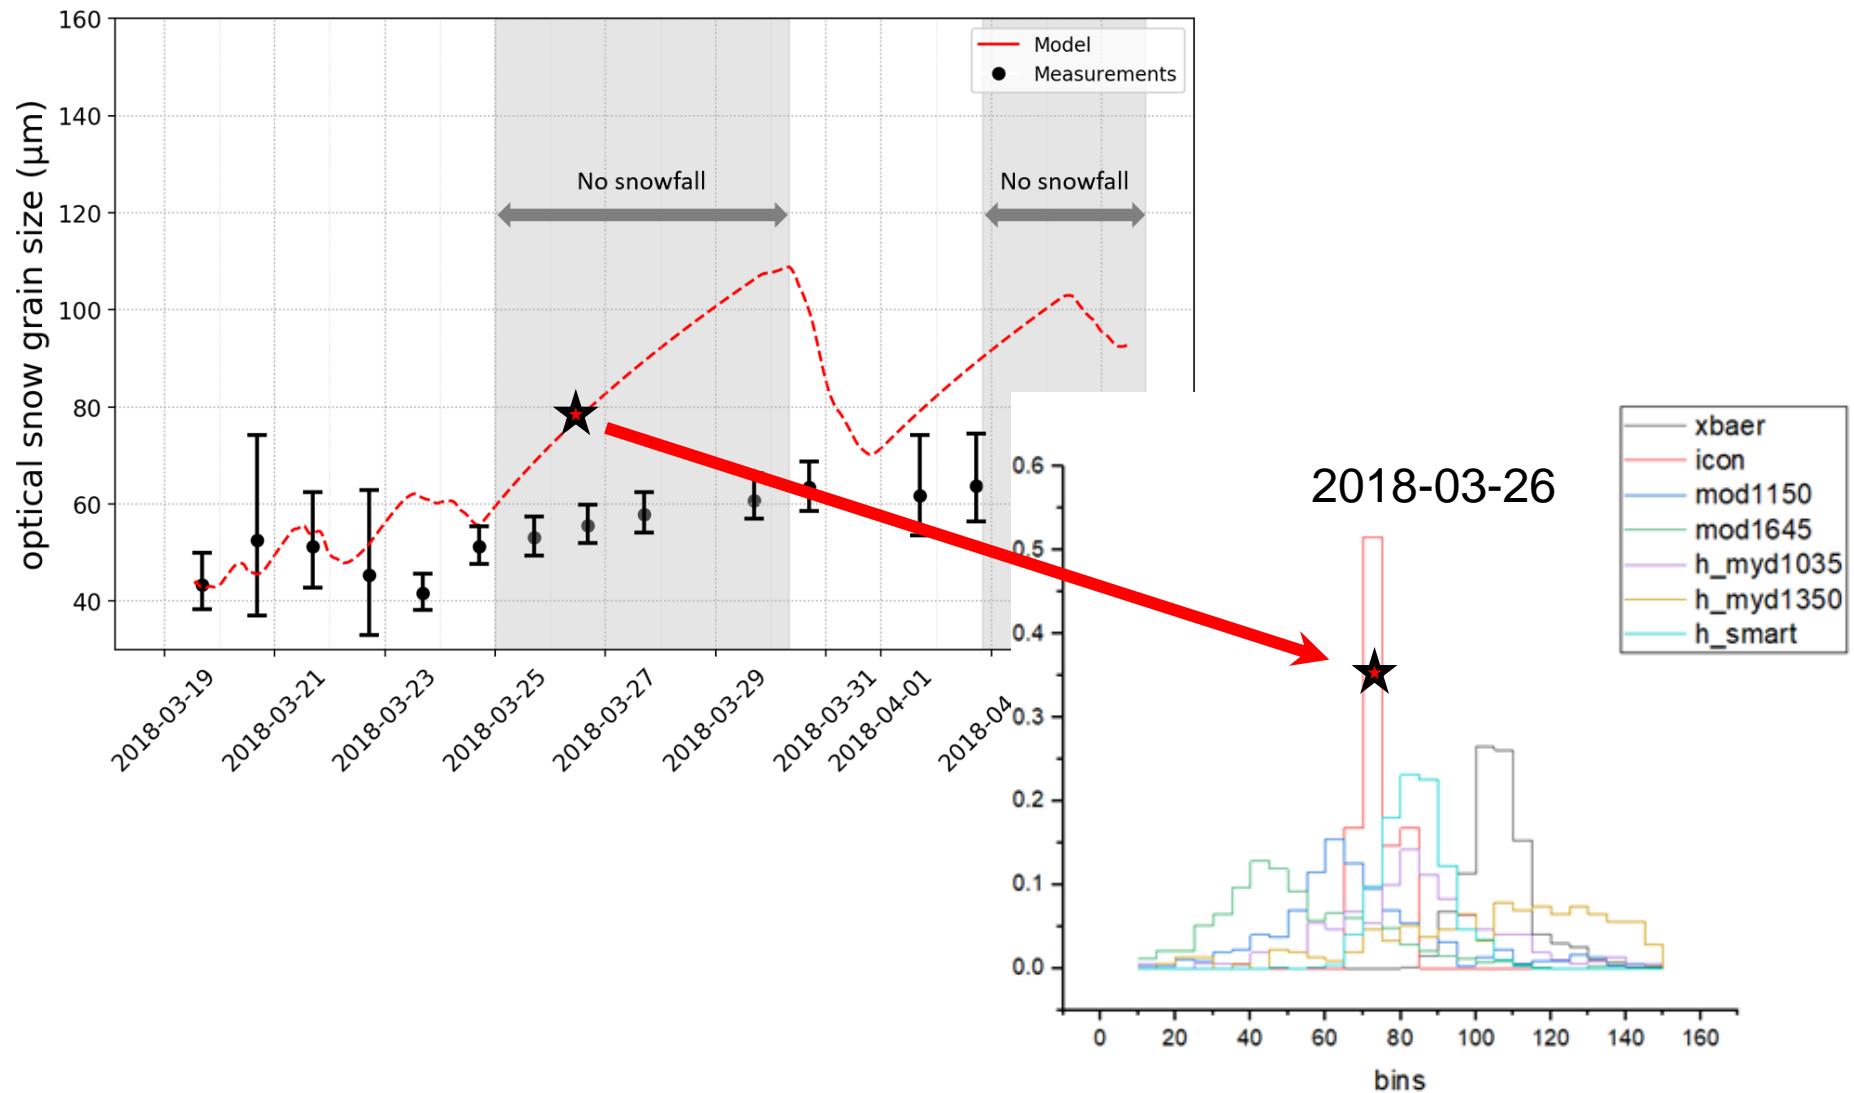 optical snow grain size (µm)
160
140
120
100
80
60
40
Model
Measurements
No snowfall
No snowfall
2018-03-19
2018-03-21
2018-03-23
2018-03-25
2018-03-27
2018-03-29
2018-03-31
2018-04-01
2018-04
2018-03-26
xbaer
icon
mod1150
mod1645
h_myd1035
h_myd1350
h_smart
0.6
0.5
0.4
0.3
0.2
0.1
0.0
0 20 40 60 80 100 120 140 160
bins